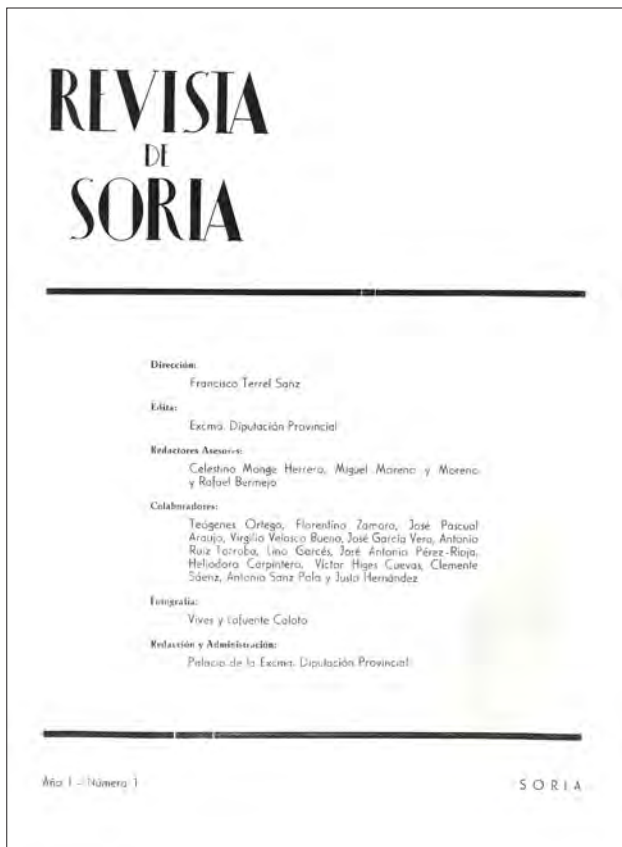 REVISTA
DE
SORIA
Dirección:
Francisco Terrel Sanz
Edita:
Excma. Diputación Provincial
Redactores Asesores:
Celestino Monge Herrero, Miguel Moreno y Moreno
y Rafael Bermejo
Colaboradores:
Teógenes Ortego, Florentino Zamora, José Pascual
Araujo, Virgilio Velasco Bueno, José García Vera, Antonio
Ruiz Tarroba, Lino Garcés, José Antonio Pérez-Rioja,
Heliodoro Carpintero, Víctor Higes Cuevas, Clemente
Sáenz, Antonio Sanz Polo y Justo Hernández
Fotografía:
Vives y Lafuente Caloto
Redacción y Administración:
Palacio de la Excma. Diputación Provincial
Año I - Número 1
SORIA